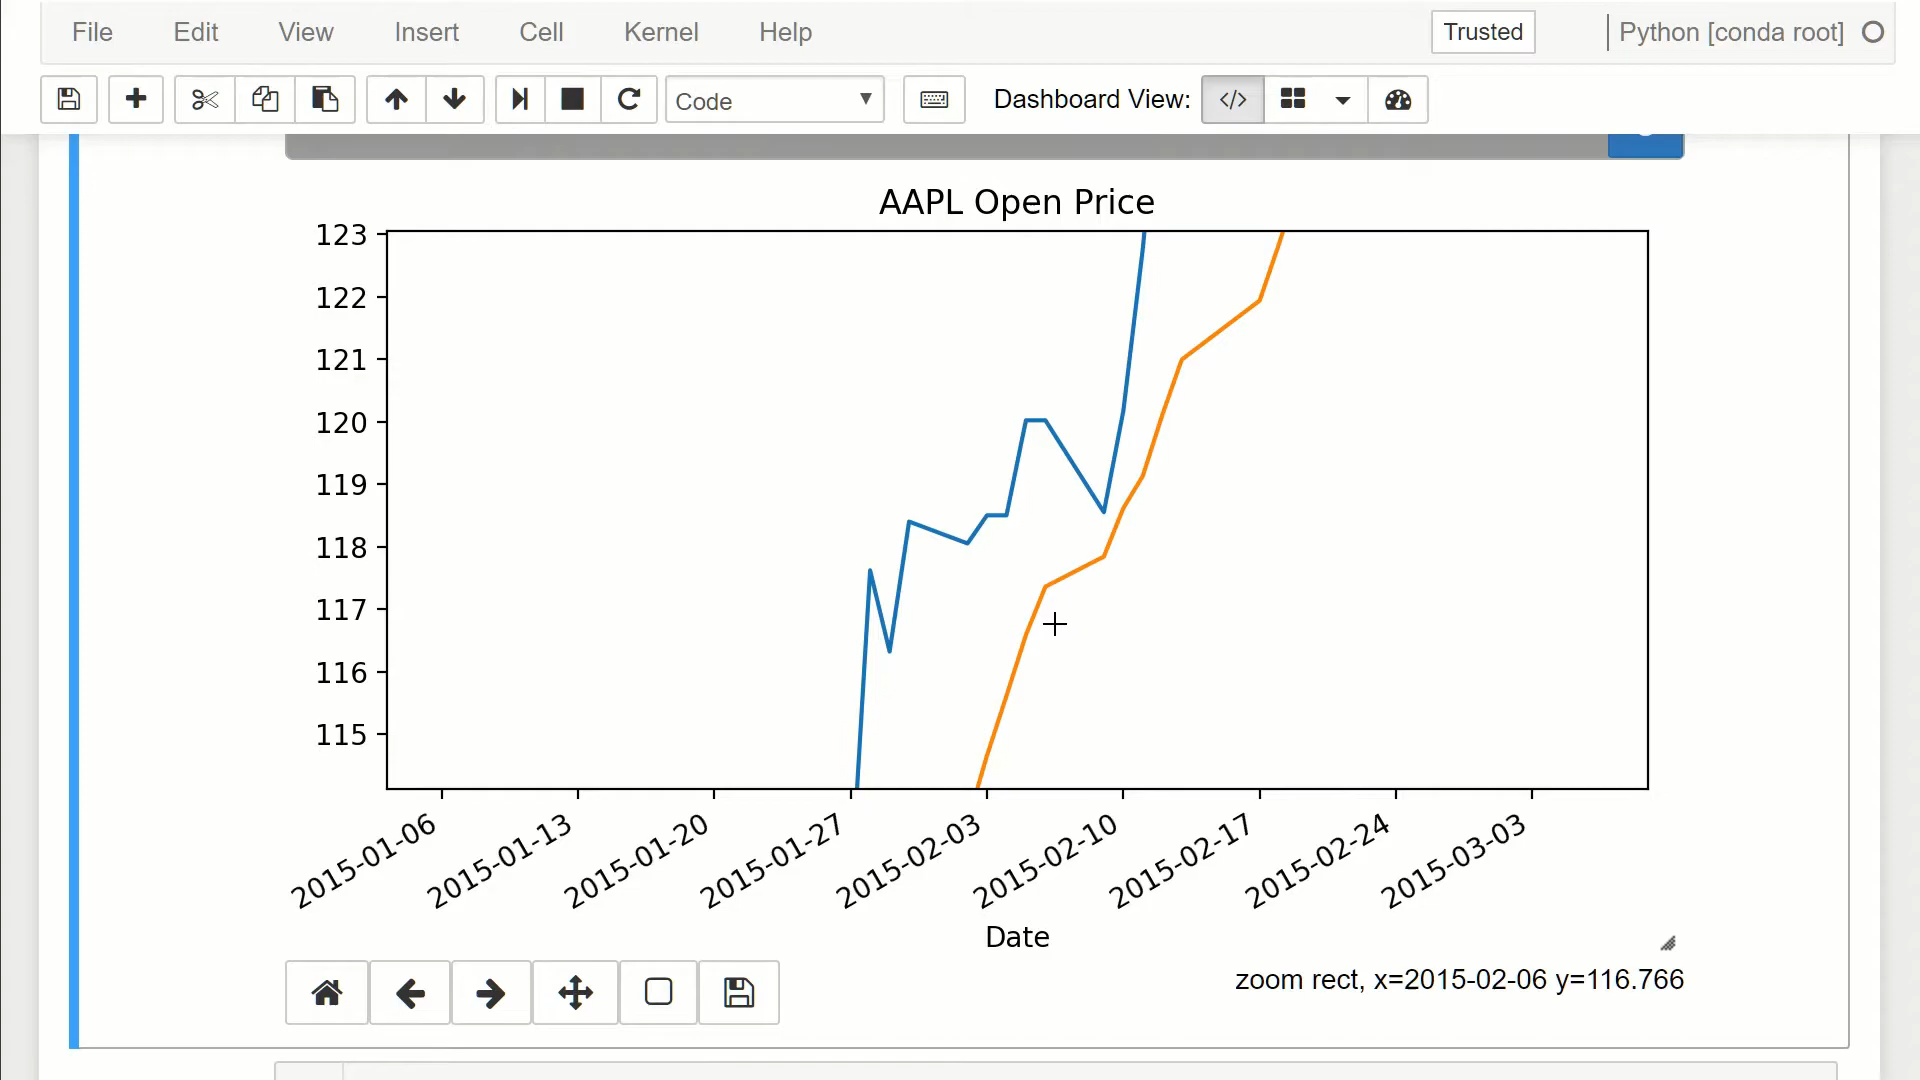 File Edit View Insert Cell Kernel Help Trusted Python [conda root]
Code Dashboard View: </>
AAPL Open Price
123
122
121
120
119
118
117
116
115
2015-01-06 2015-01-13 2015-01-20 2015-01-27 2015-02-03 2015-02-10 2015-02-17 2015-02-24 2015-03-03
Date
zoom rect, x=2015-02-06 y=116.766